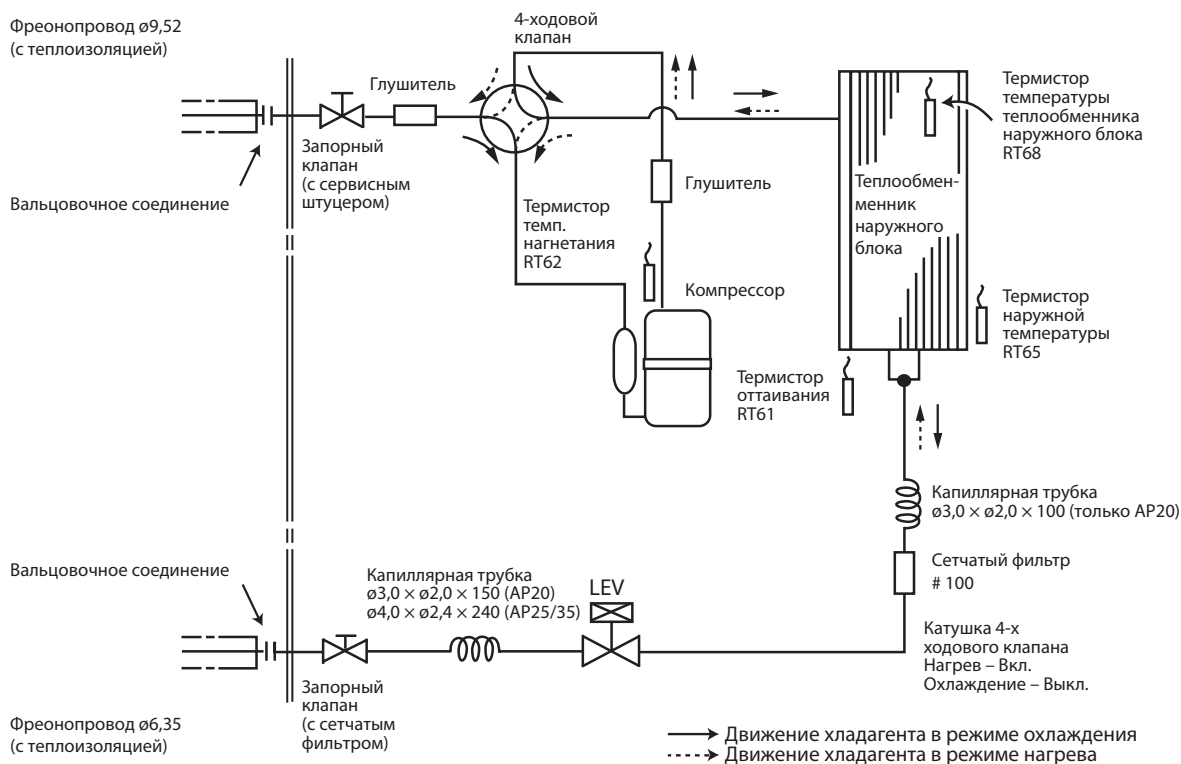 Фреонопровод ø9,52
(с теплоизоляцией)
4-ходовой
клапан
Глушитель
Термистор
температуры
теплообменника
наружного блока
RT68
Запорный
клапан
(с сервисным
штуцером)
Вальцовочное соединение
Глушитель
Теплообмен-
менник
наружного
блока
Термистор
темп.
нагнетания
RT62
Компрессор
Термистор
наружной
температуры
RT65
Термистор
оттаивания
RT61
Капиллярная трубка
ø3,0 × ø2,0 × 100 (только AP20)
Сетчатый фильтр
# 100
Вальцовочное соединение
Капиллярная трубка
ø3,0 × ø2,0 × 150 (AP20)
ø4,0 × ø2,4 × 240 (AP25/35)
LEV
Катушка 4-х
ходового клапана
Нагрев – Вкл.
Охлаждение – Выкл.
Запорный
клапан
(с сетчатым
фильтром)
Фреонопровод ø6,35
(с теплоизоляцией)
Движение хладагента в режиме охлаждения
Движение хладагента в режиме нагрева